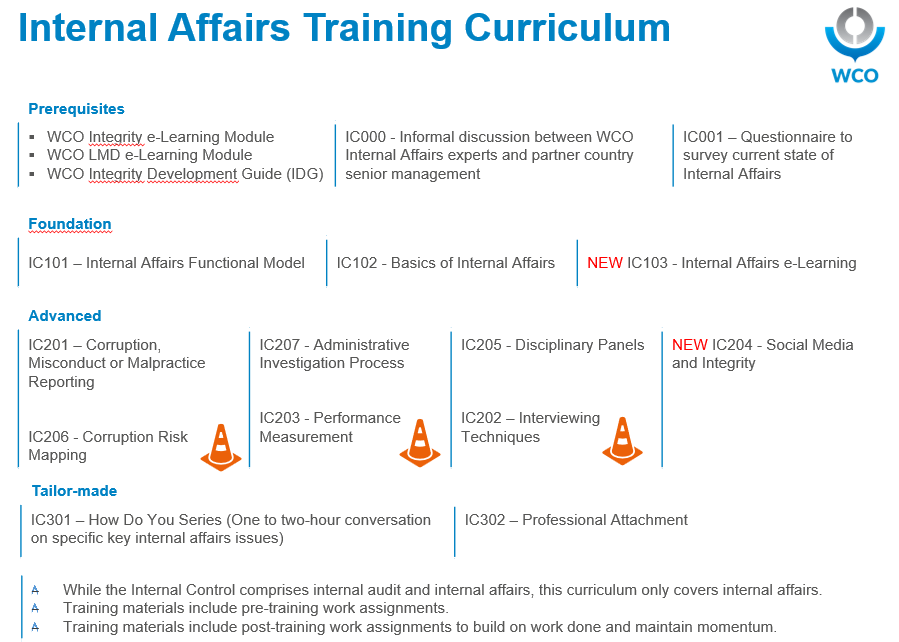 Internal Affairs Training Curriculum
WCO
Prerequisites
▪ WCO Integrity e-Learning Module
▪ WCO LMD e-Learning Module
▪ WCO Integrity Development Guide (IDG)
IC000 - Informal discussion between WCO
Internal Affairs experts and partner country
senior management
IC001 – Questionnaire to
survey current state of
Internal Affairs
Foundation
IC101 – Internal Affairs Functional Model
IC102 - Basics of Internal Affairs
NEW IC103 - Internal Affairs e-Learning
Advanced
IC201 – Corruption,
Misconduct or Malpractice
Reporting
IC206 - Corruption Risk
Mapping
IC207 - Administrative
Investigation Process
IC203 - Performance
Measurement
IC205 - Disciplinary Panels
IC202 – Interviewing
Techniques
NEW IC204 - Social Media
and Integrity
Tailor-made
IC301 – How Do You Series (One to two-hour conversation
on specific key internal affairs issues)
IC302 – Professional Attachment
While the Internal Control comprises internal audit and internal affairs, this curriculum only covers internal affairs.
Training materials include pre-training work assignments.
Training materials include post-training work assignments to build on work done and maintain momentum.